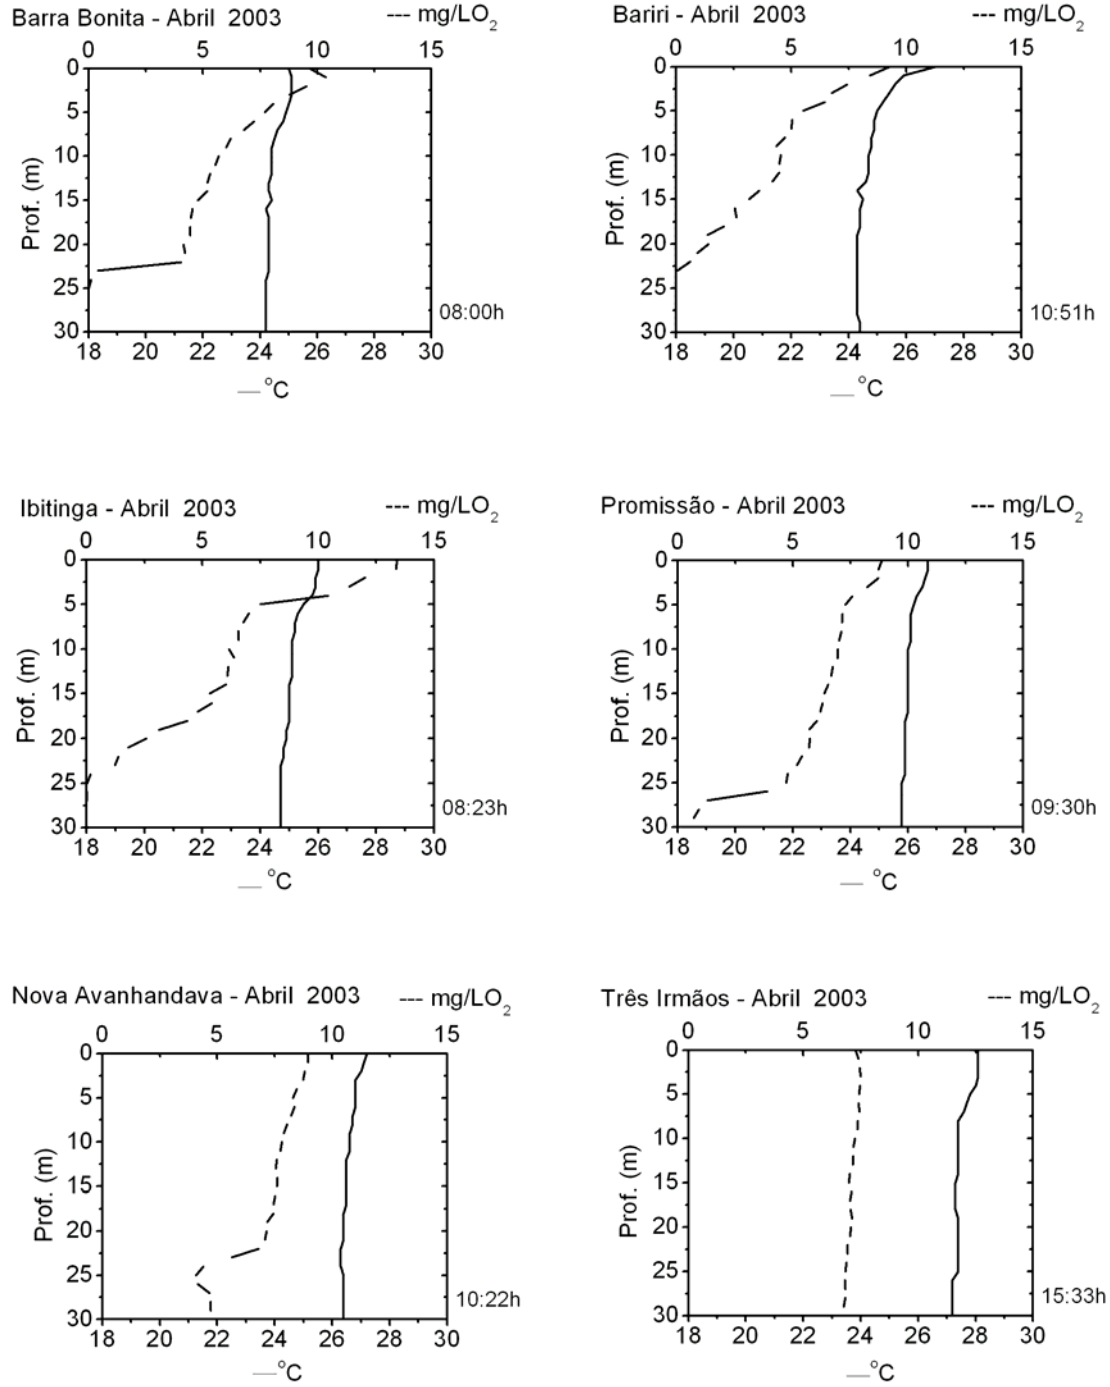 Barra Bonita - Abril 2003 --- mg/LO2
0 5 10 15
0
5
10
15
20
25
30
Prof. (m)
08:00h
18 20 22 24 26 28 30
— °C
Bariri - Abril 2003 --- mg/LO2
0 5 10 15
0
5
10
15
20
25
30
Prof. (m)
10:51h
18 20 22 24 26 28 30
— °C
Ibitinga - Abril 2003 --- mg/LO2
0 5 10 15
0
5
10
15
20
25
30
Prof. (m)
08:23h
18 20 22 24 26 28 30
— °C
Promissão - Abril 2003 --- mg/LO2
0 5 10 15
0
5
10
15
20
25
30
Prof. (m)
09:30h
18 20 22 24 26 28 30
— °C
Nova Avanhandava - Abril 2003 --- mg/LO2
0 5 10 15
0
5
10
15
20
25
30
Prof. (m)
10:22h
18 20 22 24 26 28 30
—°C
Três Irmãos - Abril 2003 --- mg/LO2
0 5 10 15
0
5
10
15
20
25
30
Prof. (m)
15:33h
18 20 22 24 26 28 30
—°C